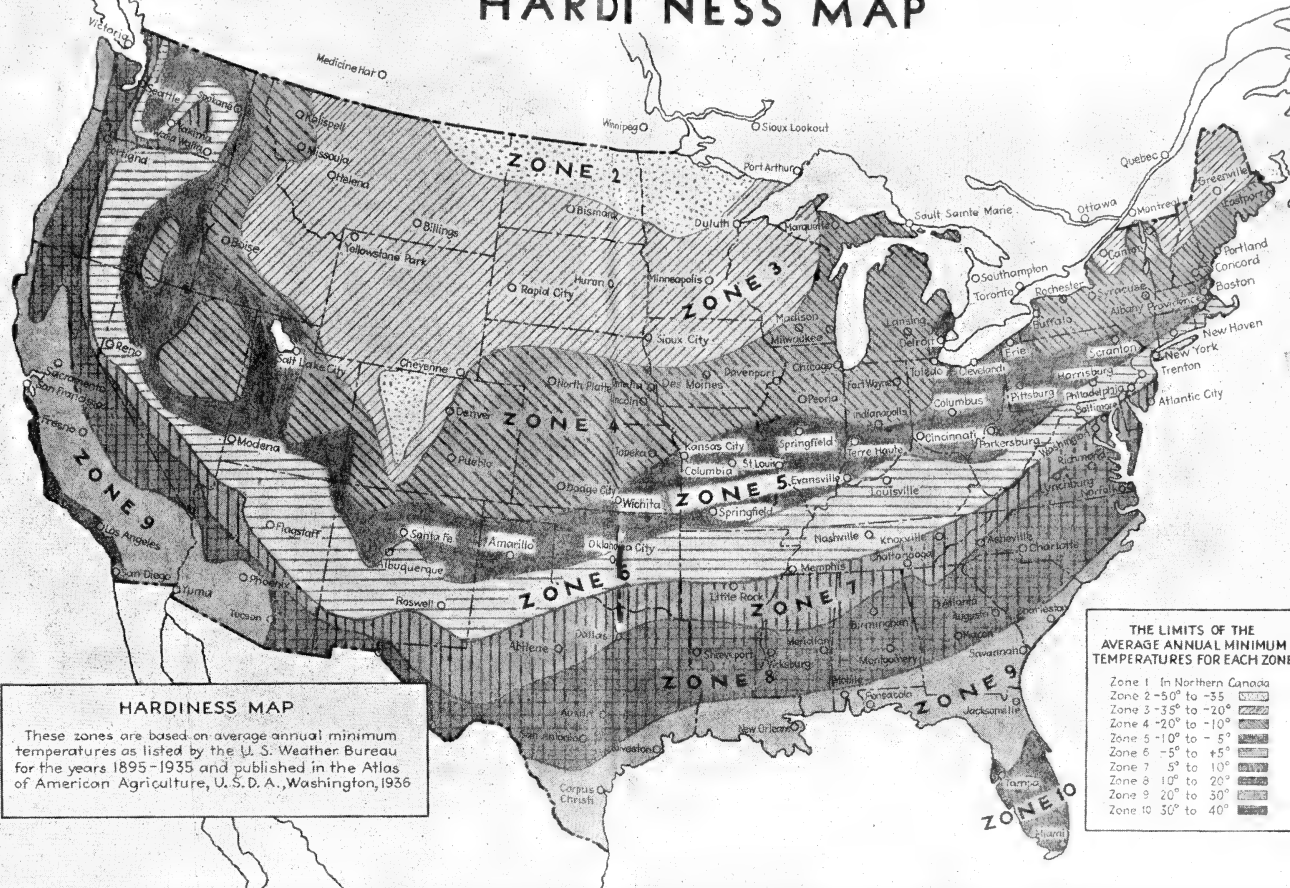 HARDINESS MAP
Victoria
Medicine Hat
Seattle
Spokane
Kalispell
Winnipeg
Sioux Lookout
Yakima
Walla Walla
Portland
Missoula
Helena
ZONE 2
Port Arthur
Quebec
Greenville
Eastport
Ottawa
Montreal
Bismark
Duluth
Marquette
Sault Sainte Marie
Billings
Boise
Yellowstone Park
Canton
Portland
Concord
Minneapolis
ZONE 3
Huron
Rapid City
Southampton
Toronto
Rochester
Syracuse
Boston
Albany
Providence
Madison
Milwaukee
Lansing
Detroit
Buffalo
New Haven
Reno
Salt Lake City
Cheyenne
Sioux City
Erie
Scranton
New York
Sacramento
San Francisco
North Platte
Omaha
Des Moines
Davenport
Chicago
Fort Wayne
Toledo
Cleveland
Harrisburg
Trenton
Lincoln
Peoria
Columbus
Pittsburg
Philadelphia
Atlantic City
Denver
ZONE 4
Indianapolis
Baltimore
Fresno
Modena
Kansas City
Springfield
Cincinnati
Parkersburg
Washington
Topeka
Pueblo
Columbia
St Louis
Terre Haute
Richmond
ZONE 9
Dodge City
Wichita
ZONE 5
Evansville
Louisville
Lynchburg
Norfolk
Springfield
Los Angeles
Flagstaff
Santa Fe
Amarillo
Oklahoma City
Nashville
Knoxville
Asheville
Charlotte
Chattanooga
Albuquerque
San Diego
Phoenix
ZONE 6
Memphis
Yuma
Roswell
Little Rock
ZONE 7
Atlanta
Augusta
Charleston
Tucson
Birmingham
Dallas
Abilene
Meridian
Macon
Shreveport
Vicksburg
Montgomery
Savannah
ZONE 8
Mobile
Pensacola
ZONE 9
Jacksonville
Austin
New Orleans
San Antonio
Galveston
Corpus
Christi
Tampa
ZONE 10
Miami
HARDINESS MAP
These zones are based on average annual minimum
temperatures as listed by the U. S. Weather Bureau
for the years 1895-1935 and published in the Atlas
of American Agriculture, U.S.D.A., Washington, 1936
THE LIMITS OF THE
AVERAGE ANNUAL MINIMUM
TEMPERATURES FOR EACH ZONE
Zone 1 In Northern Canada
Zone 2 -50° to -35
Zone 3 -35° to -20°
Zone 4 -20° to -10°
Zone 5 -10° to -5°
Zone 6 -5° to +5°
Zone 7 5° to 10°
Zone 8 10° to 20°
Zone 9 20° to 30°
Zone 10 30° to 40°